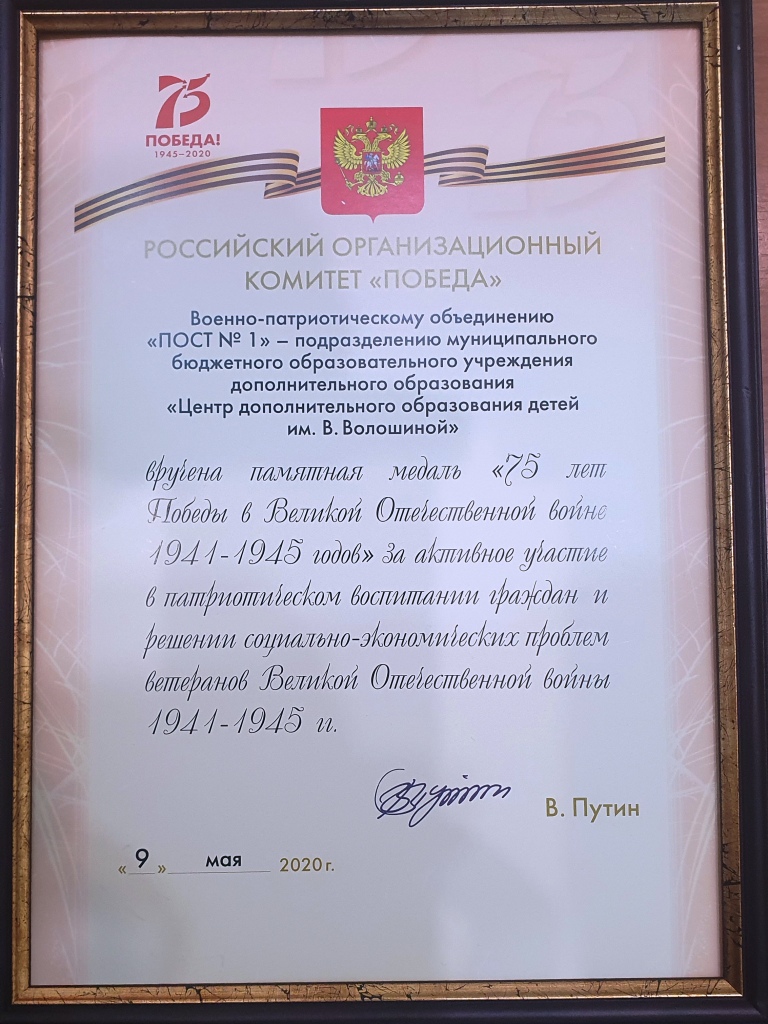 75
ПОБЕДА!
1945–2020
РОССИЙСКИЙ ОРГАНИЗАЦИОННЫЙ
КОМИТЕТ «ПОБЕДА»
Военно-патриотическому объединению
«ПОСТ № 1» – подразделению муниципального
бюджетного образовательного учреждения
дополнительного образования
«Центр дополнительного образования детей
им. В. Волошиной»
вручена памятная медаль «75 лет
Победы в Великой Отечественной войне
1941-1945 годов» за активное участие
в патриотическом воспитании граждан и
решении социально-экономических проблем
ветеранов Великой Отечественной войны
1941-1945 гг.
В. Путин
«9» мая 2020 г.